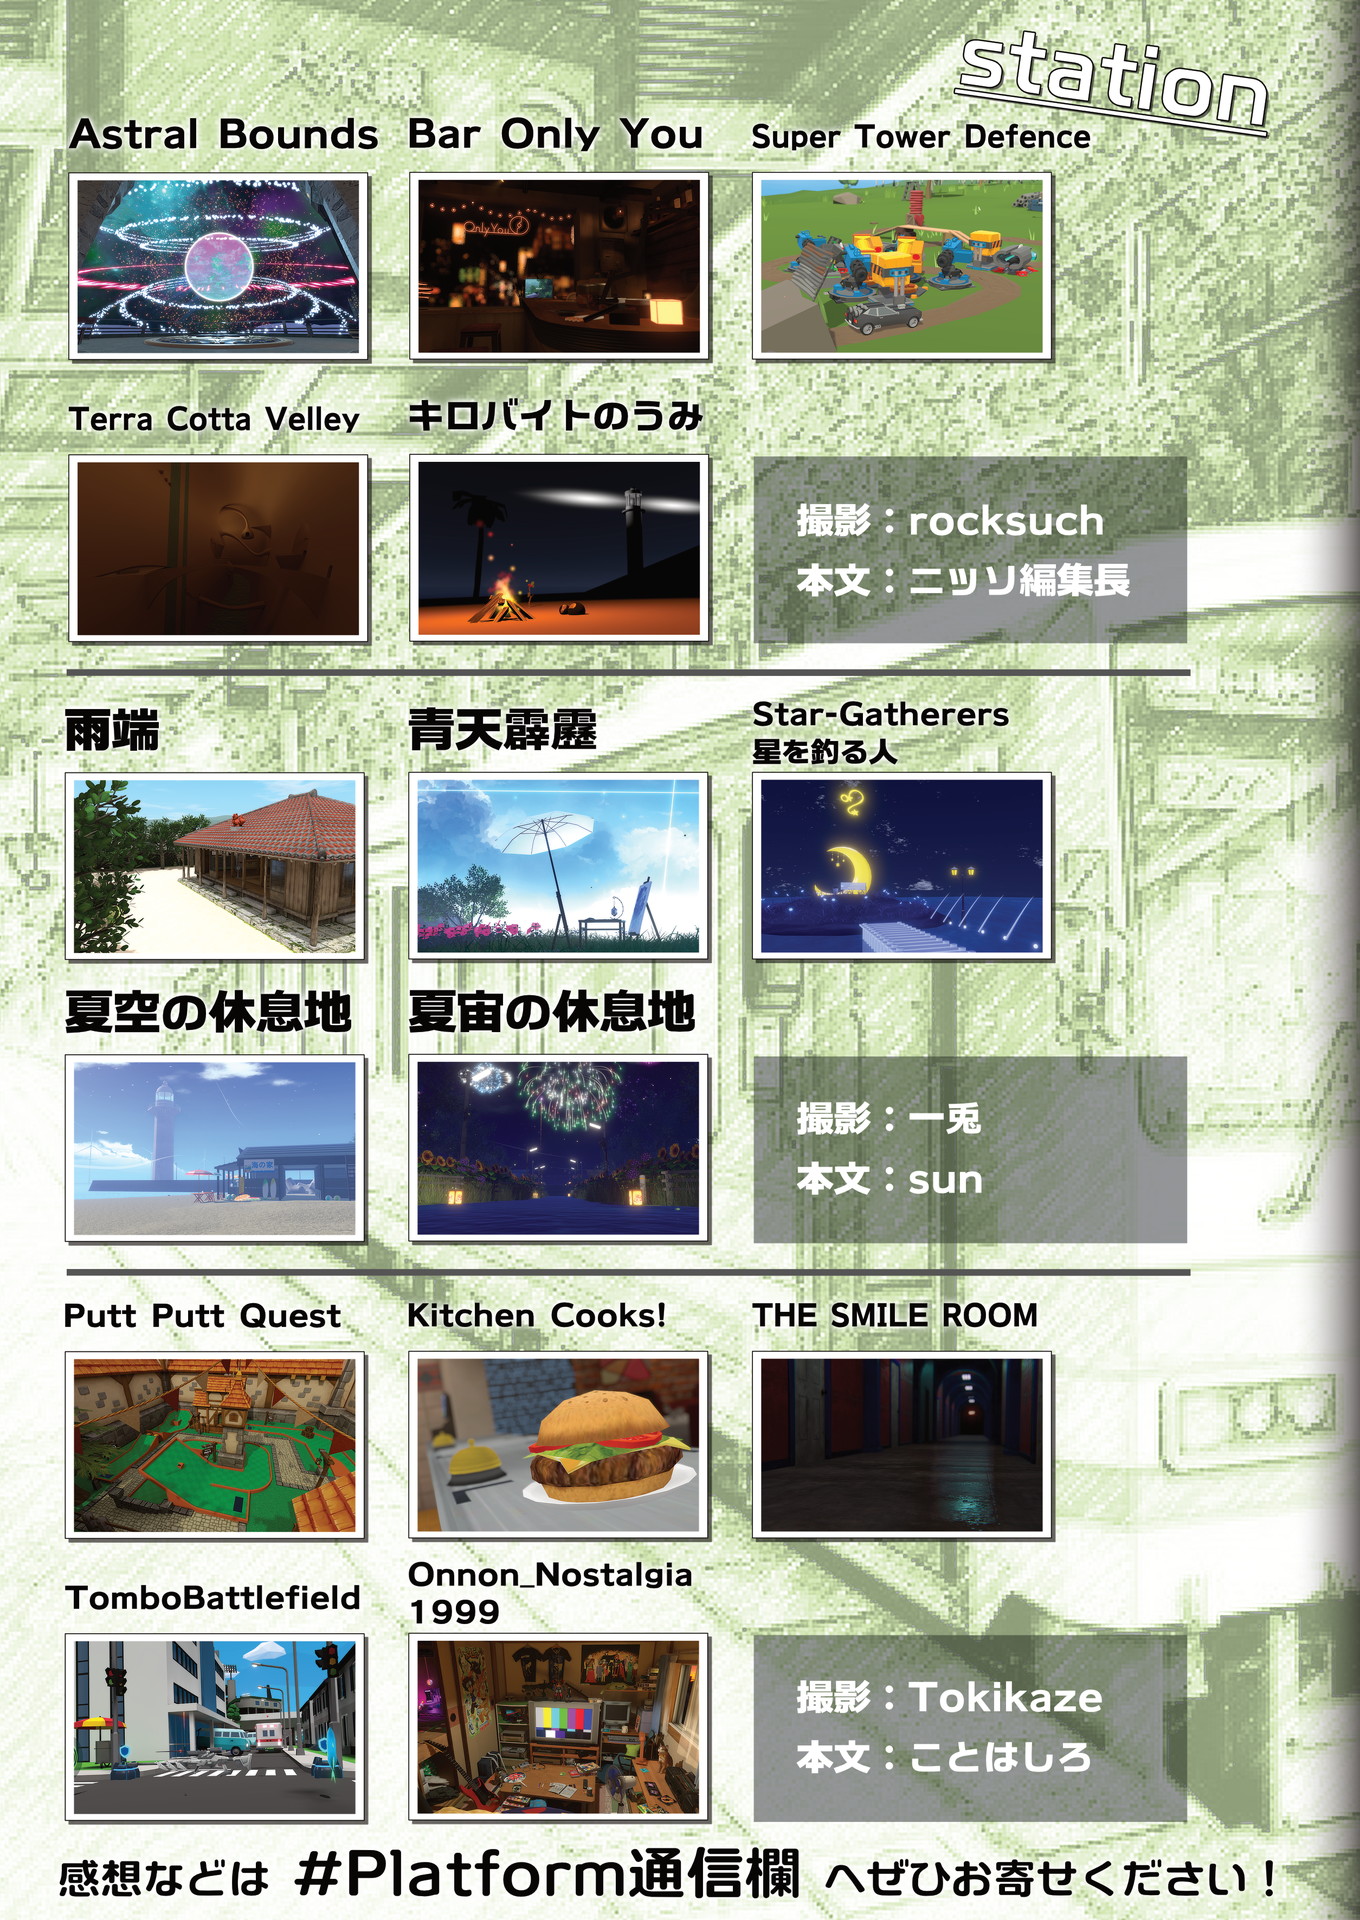 station
Astral Bounds
Bar Only You
Super Tower Defence
Only You
Terra Cotta Velley
キロバイトのうみ
撮影：rocksuch
本文：ニッソ編集長
雨端
青天霹靂
Star-Gatherers
星を釣る人
夏空の休息地
夏宙の休息地
海の家
撮影：一兎
本文：sun
Putt Putt Quest
Kitchen Cooks!
THE SMILE ROOM
TomboBattlefield
Onnon_Nostalgia
1999
撮影：Tokikaze
本文：ことはしろ
感想などは #Platform通信欄 へぜひお寄せください！